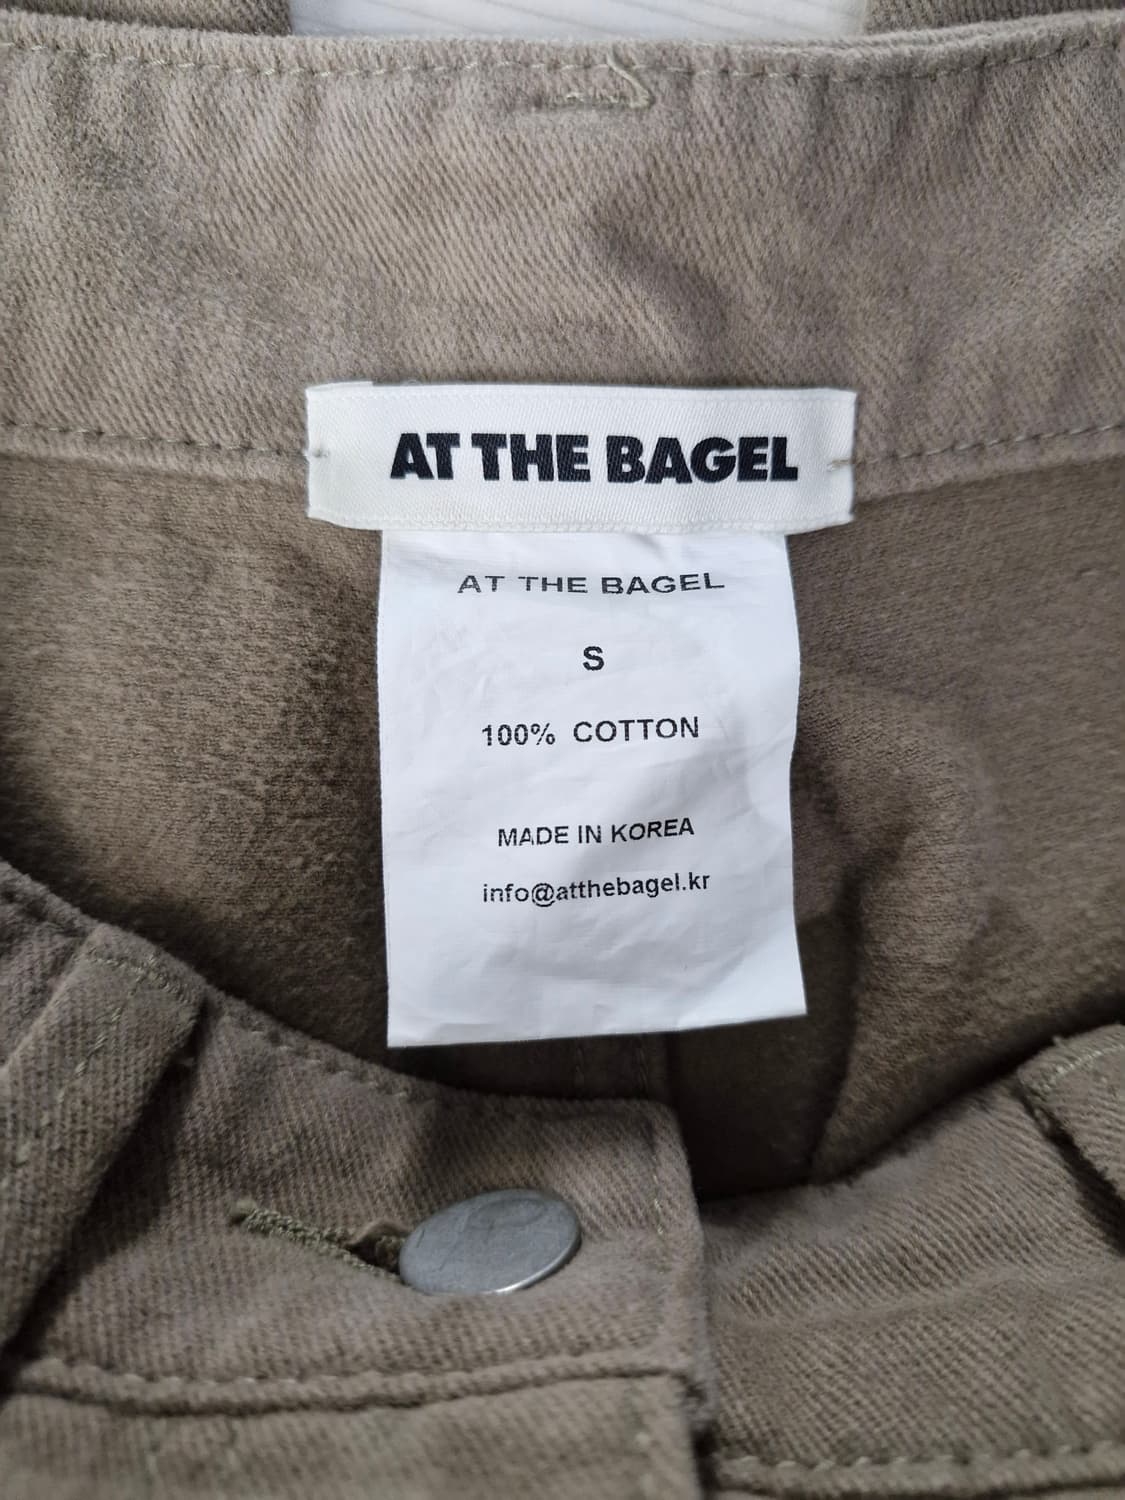 AT THE BAGEL
AT THE BAGEL
S
100% COTTON
MADE IN KOREA
info@atthebagel.kr